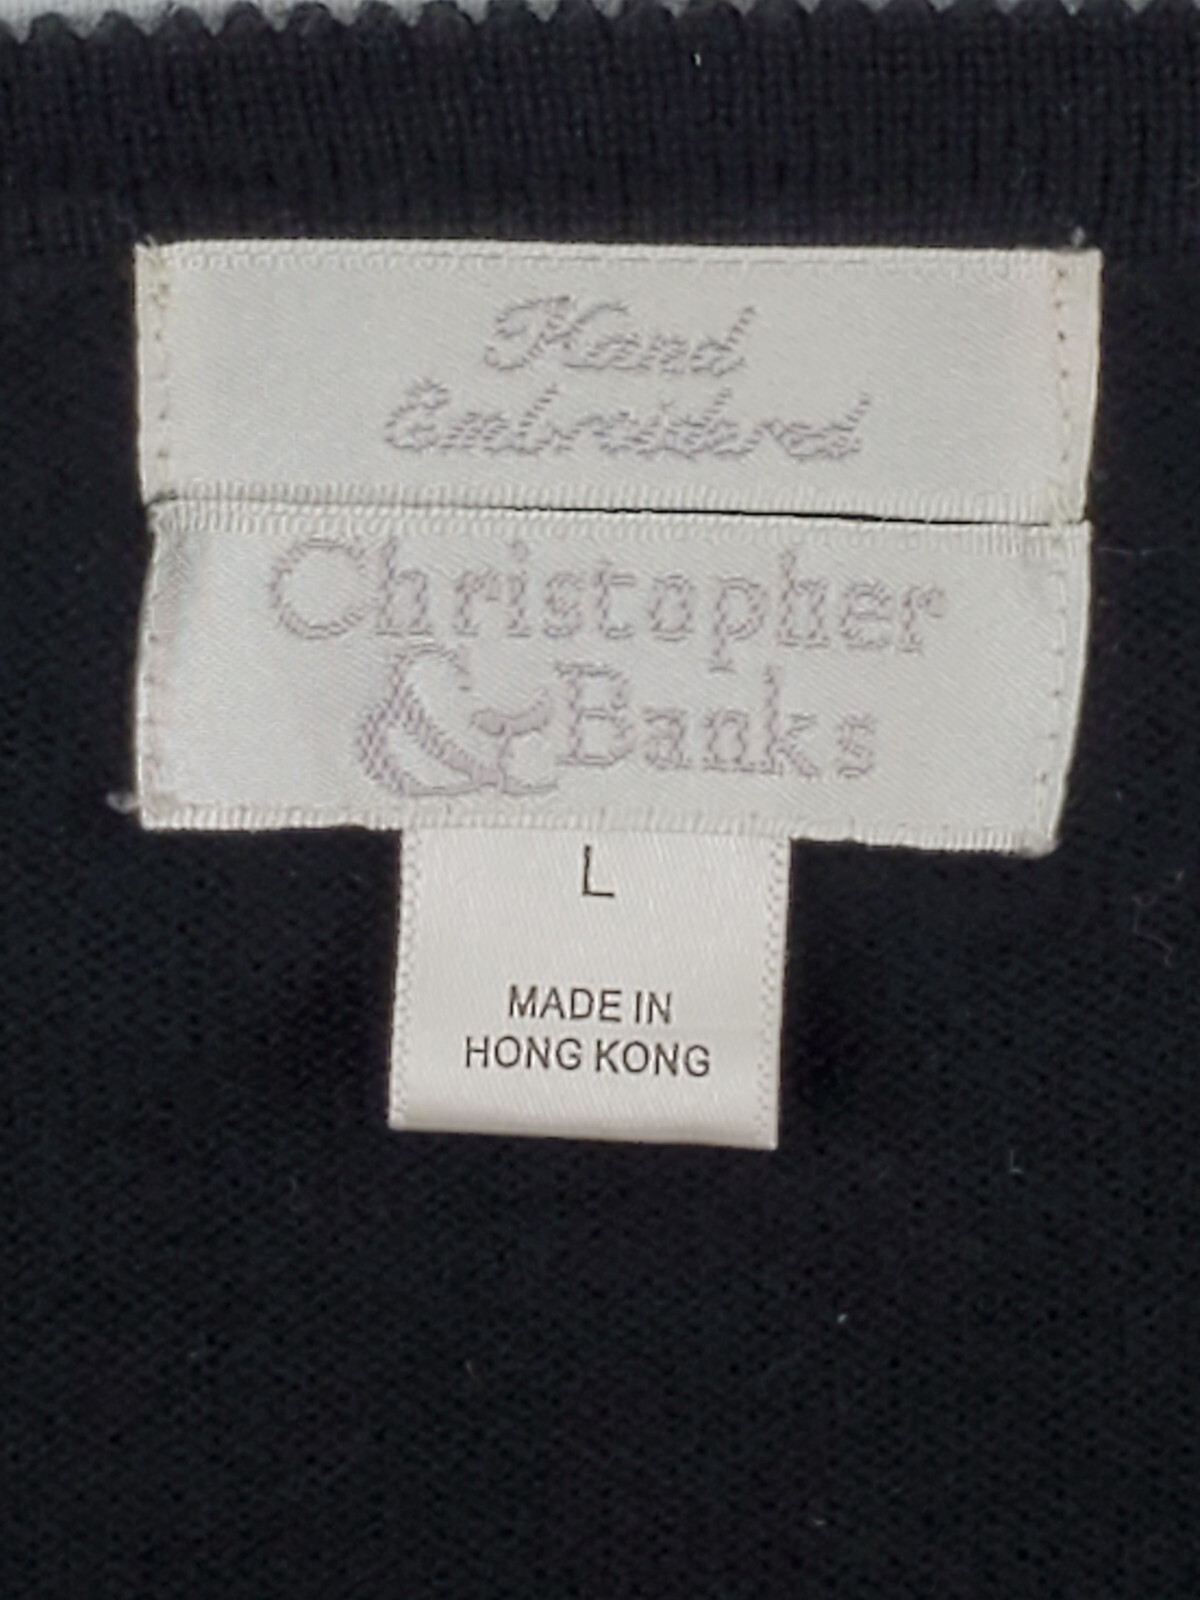 Hand
Embroidered
Christopher
& Banks
L
MADE IN
HONG KONG